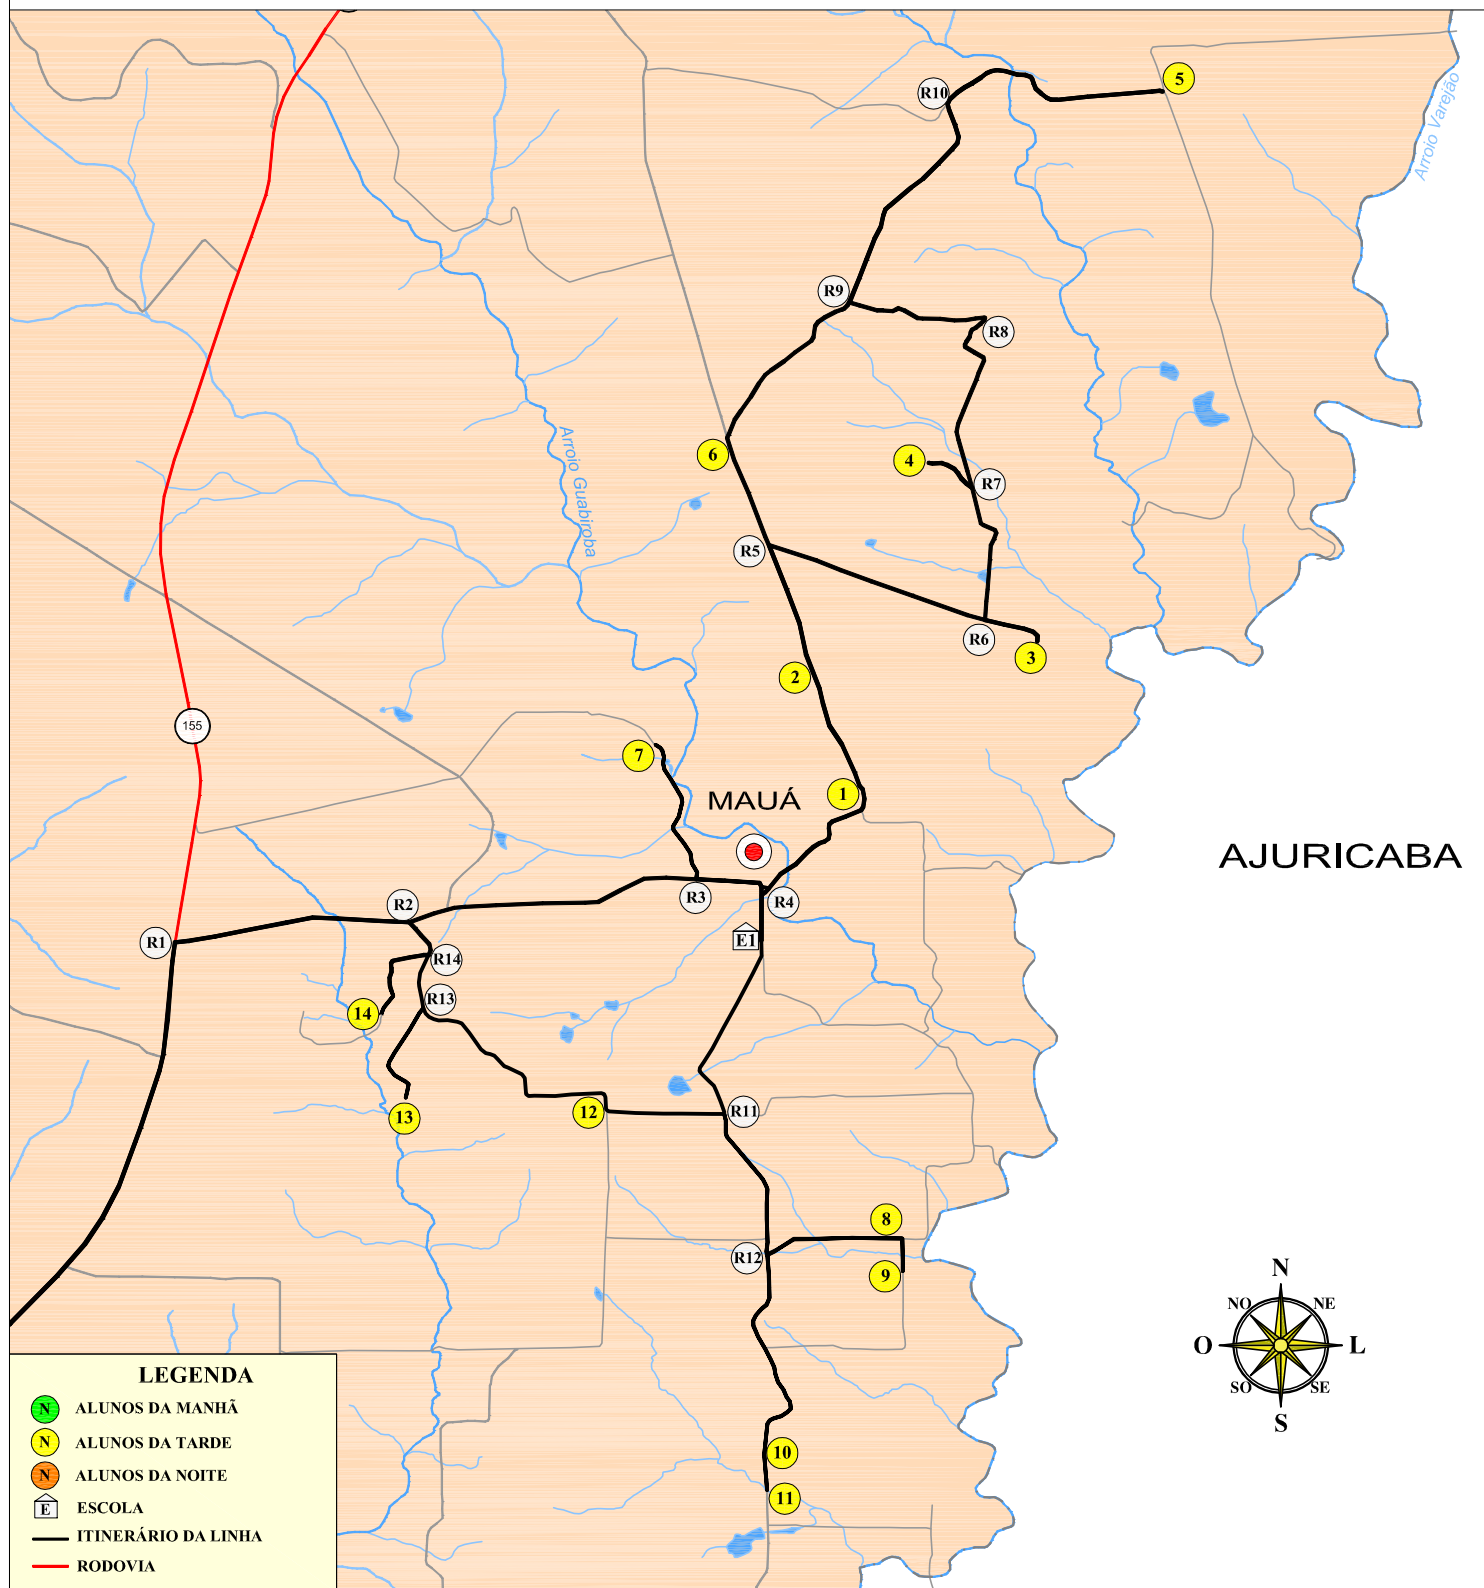 5
R10
Arroio Varejão
R9
R8
Arroio Guabiroba
6
4
R7
R5
R6
3
2
155
7
MAUÁ
1
AJURICABA
R3
R4
R2
R1
E1
R14
R13
14
13
12
R11
8
R12
9
10
11
N
NO
NE
O
L
SO
SE
S
LEGENDA
N ALUNOS DA MANHÃ
N ALUNOS DA TARDE
N ALUNOS DA NOITE
E ESCOLA
ITINERÁRIO DA LINHA
RODOVIA